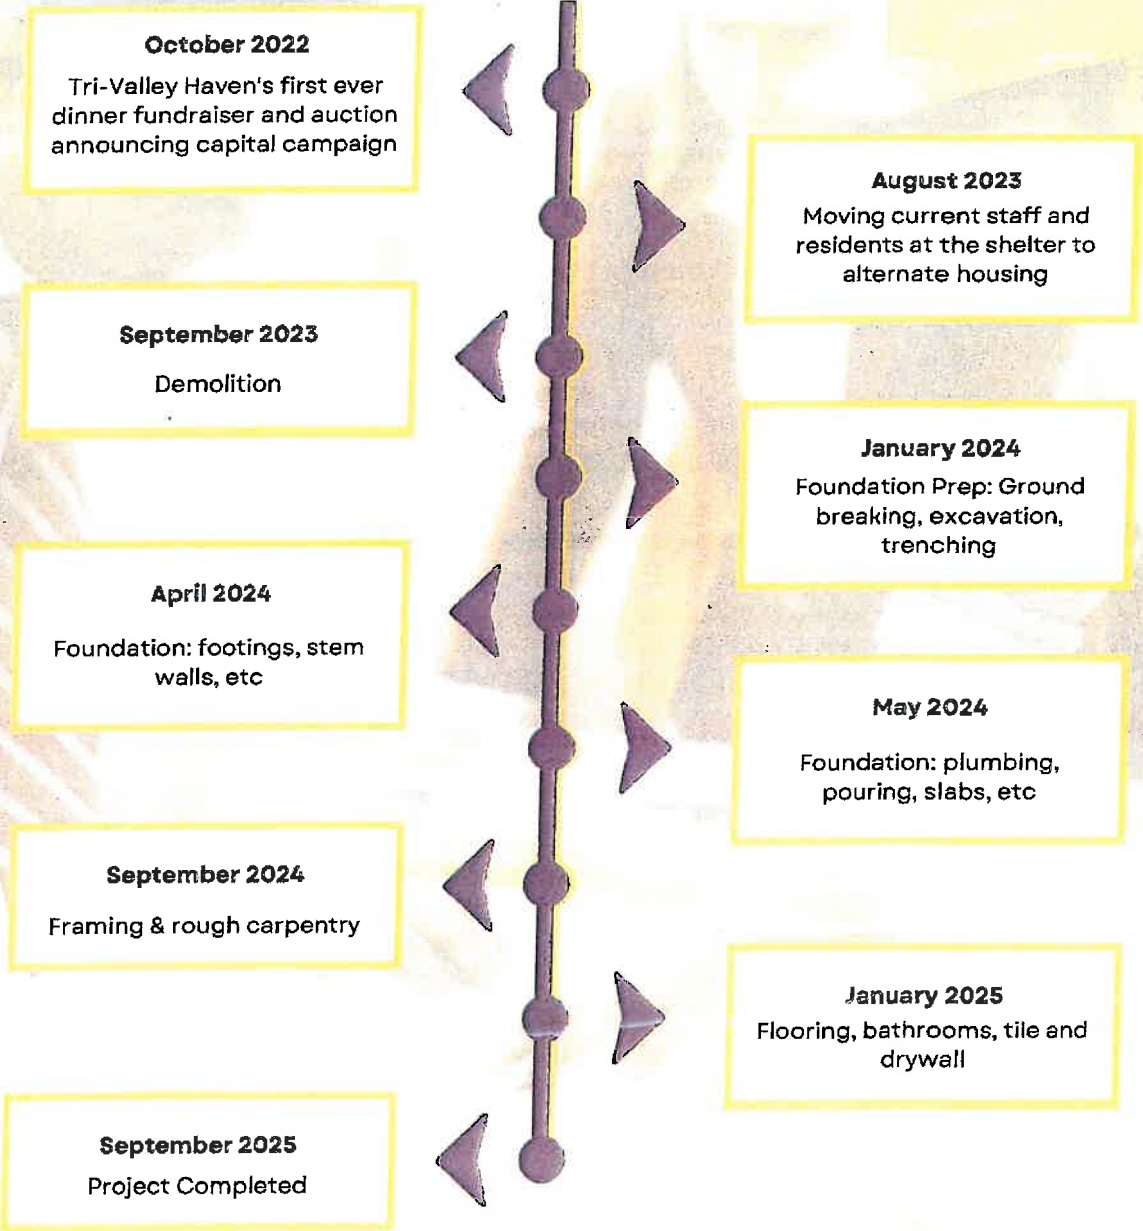 October 2022
Tri-Valley Haven's first ever
dinner fundraiser and auction
announcing capital campaign
August 2023
Moving current staff and
residents at the shelter to
alternate housing
September 2023
Demolition
January 2024
Foundation Prep: Ground
breaking, excavation,
trenching
April 2024
Foundation: footings, stem
walls, etc
May 2024
Foundation: plumbing,
pouring, slabs, etc
September 2024
Framing & rough carpentry
January 2025
Flooring, bathrooms, tile and
drywall
September 2025
Project Completed